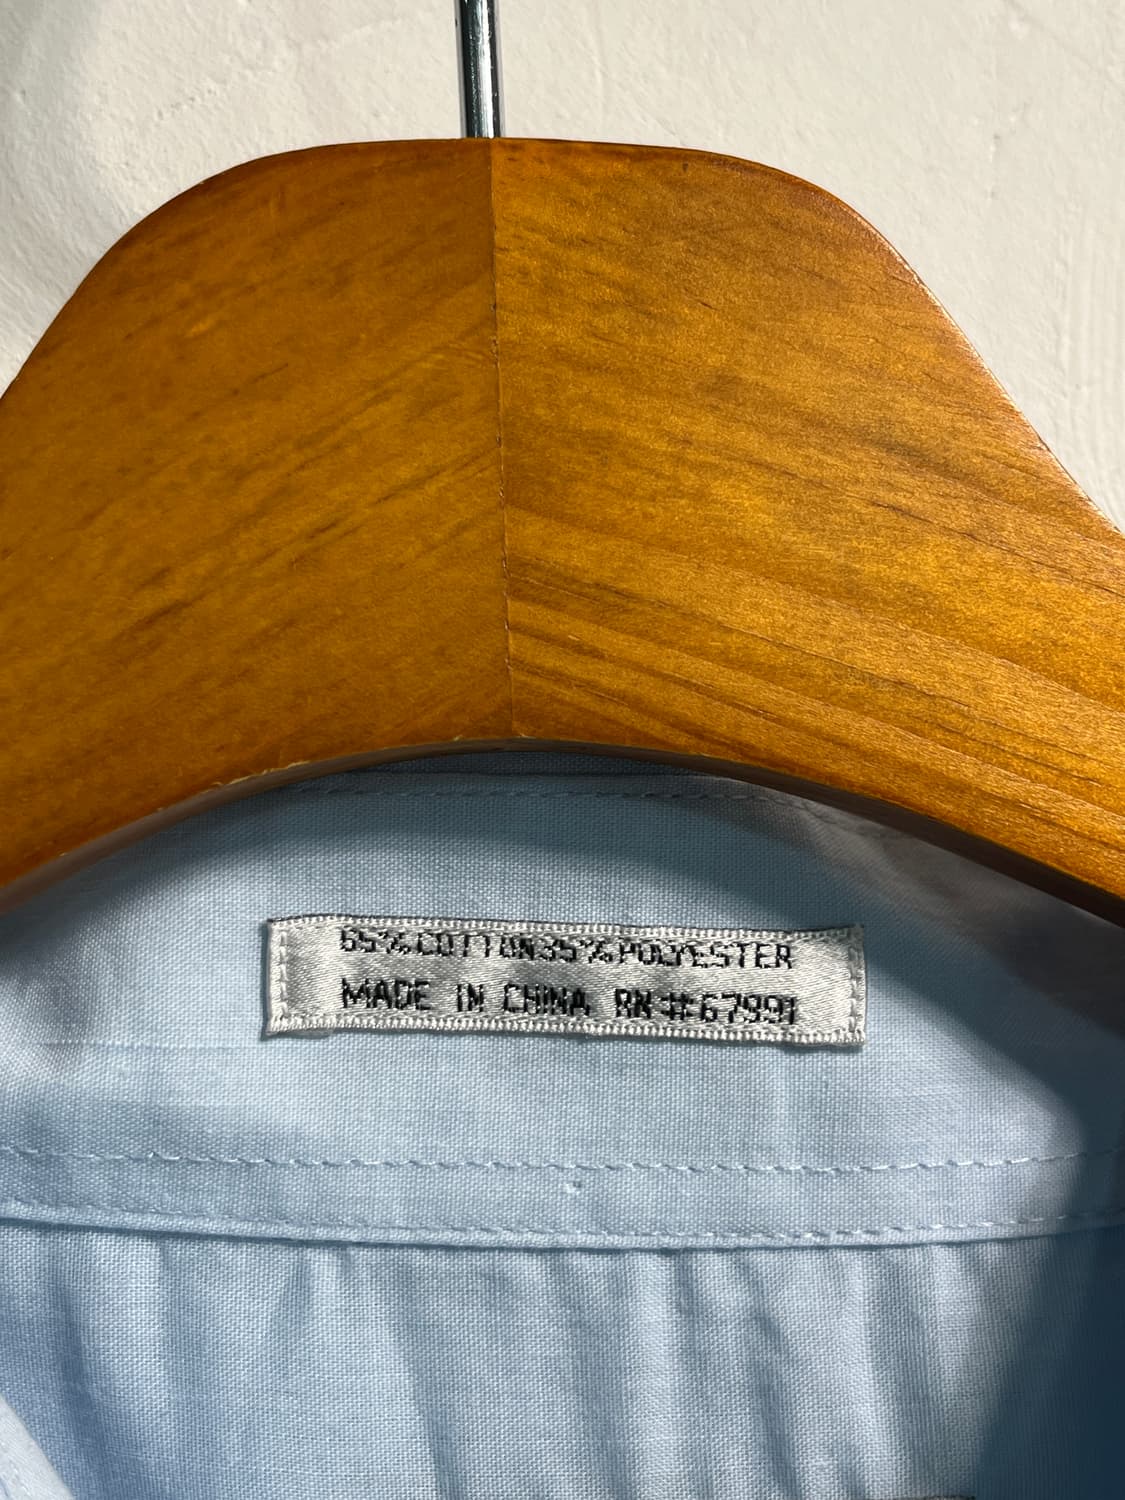 65%COTTON35%POLYESTER
MADE IN CHINA RN#67991